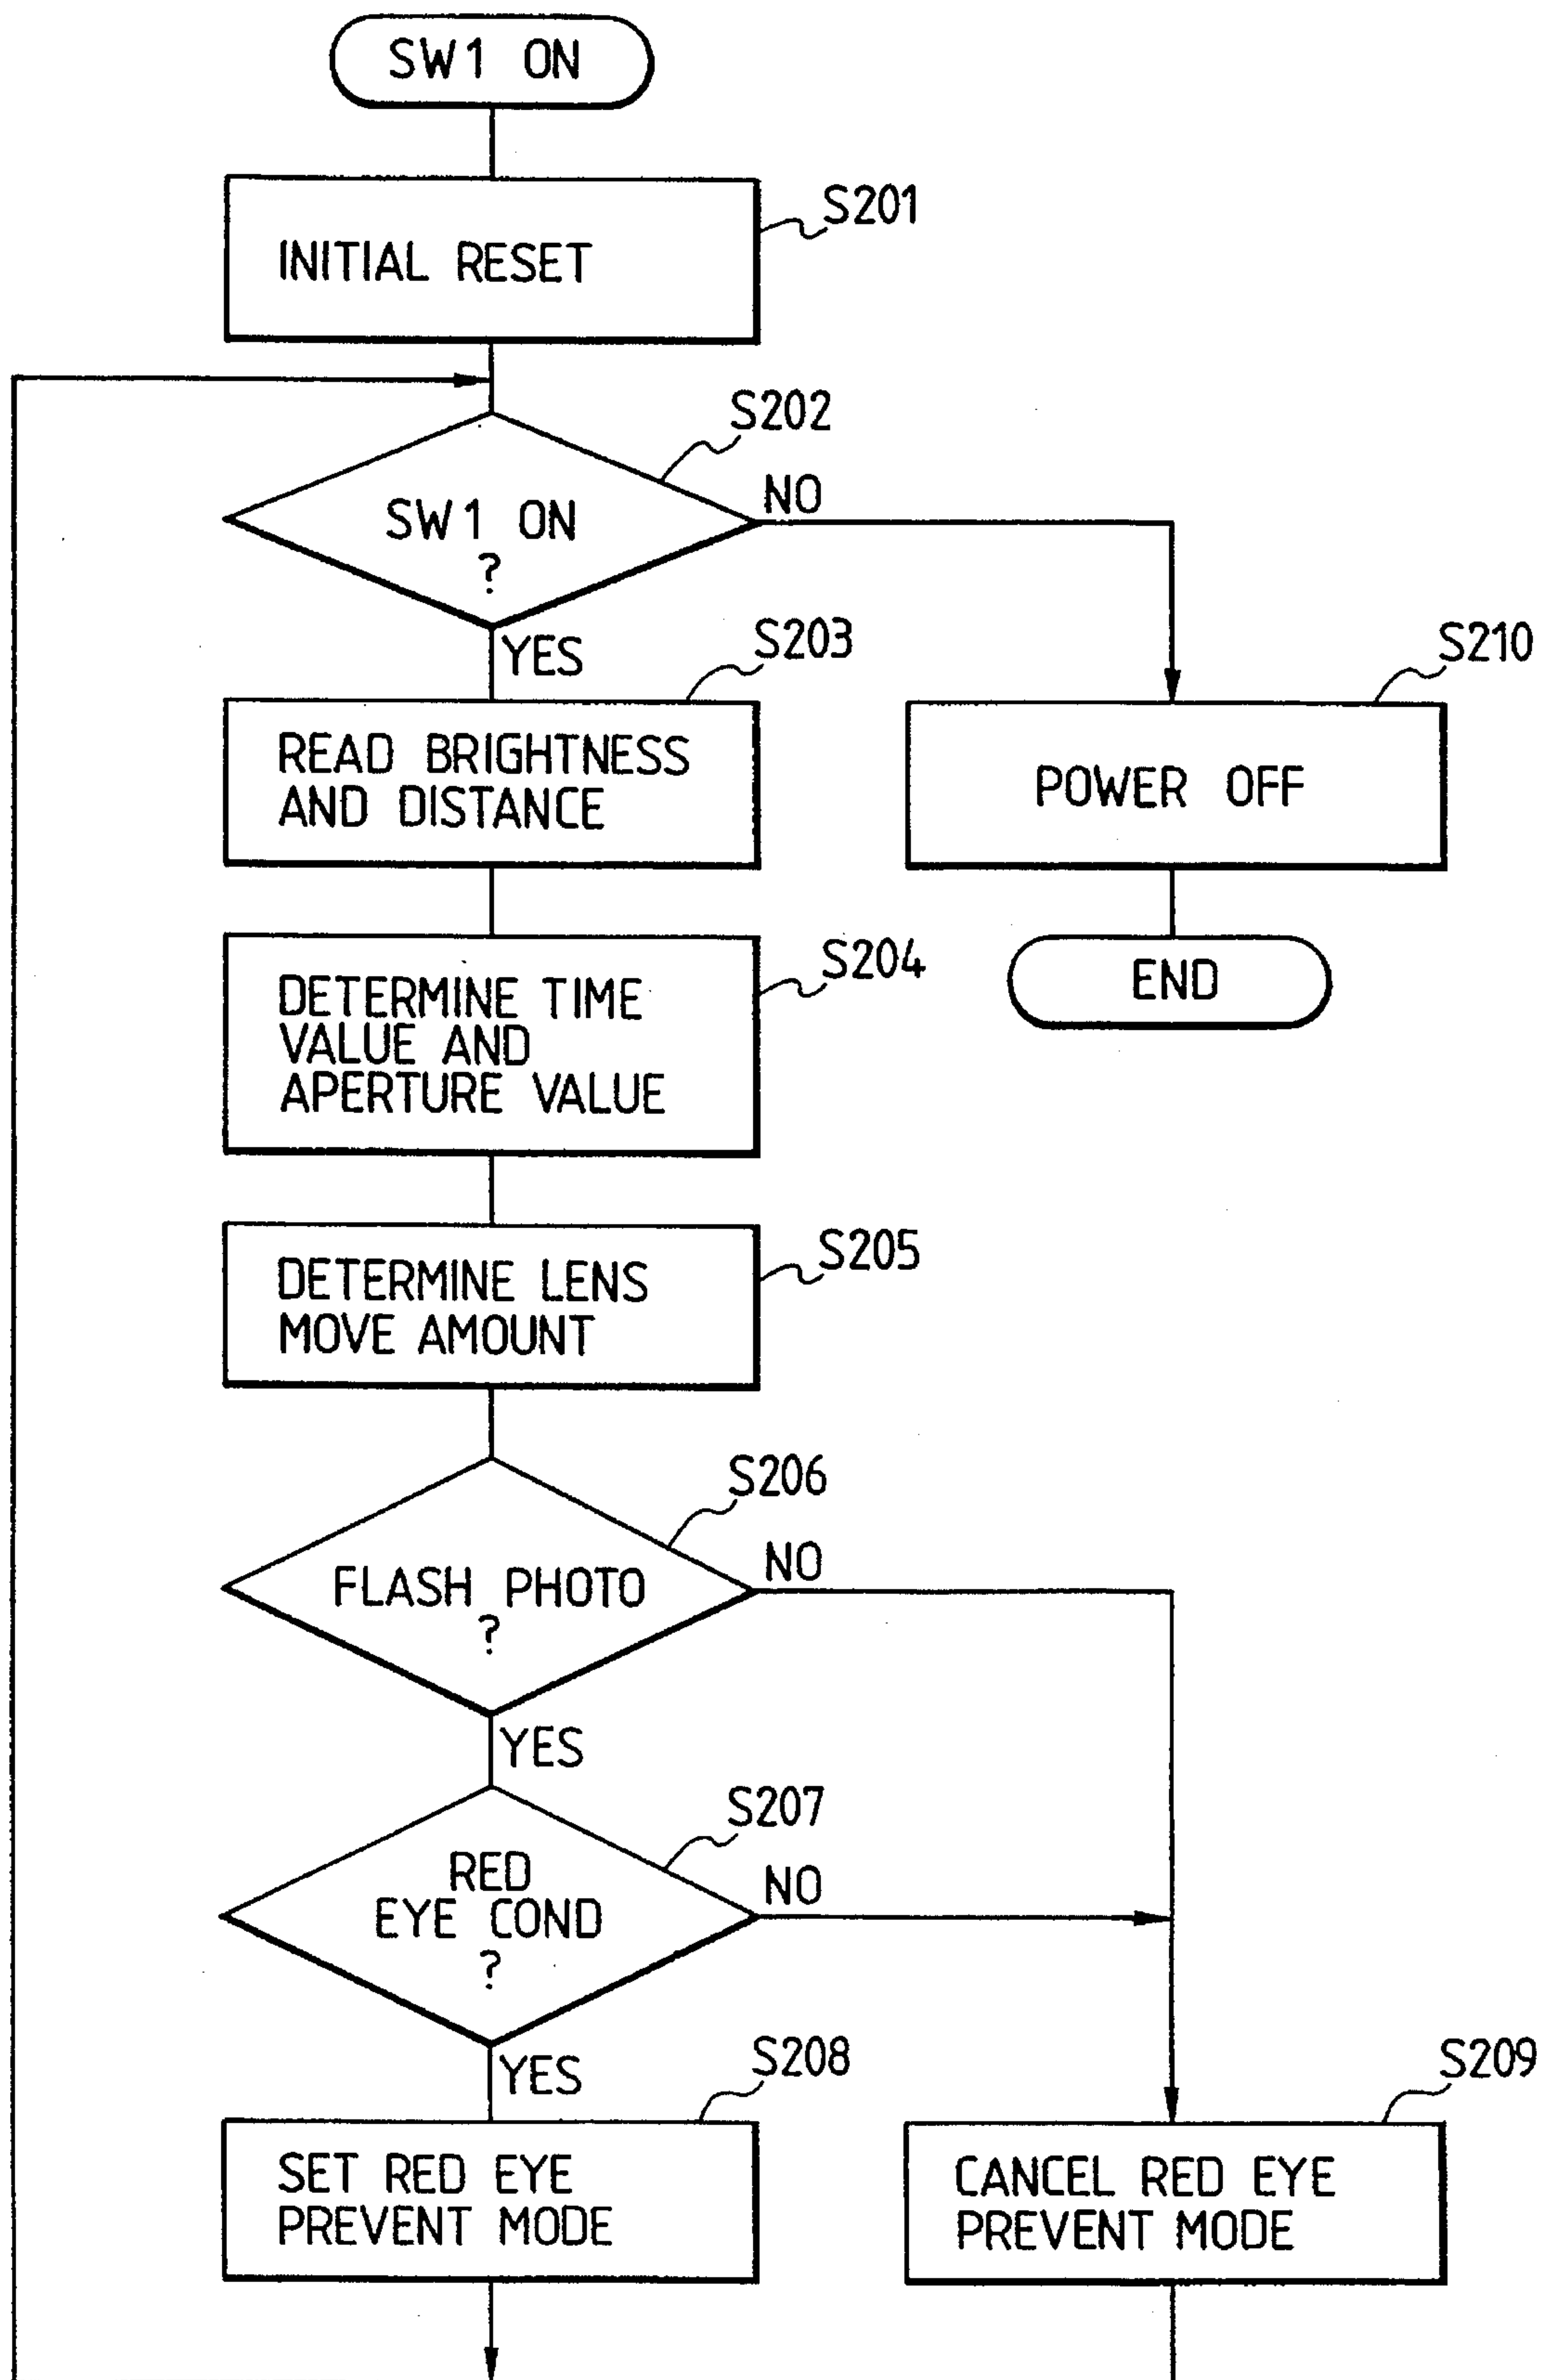 SW1 ON
S201
INITIAL RESET
S202
SW1 ON
?
NO
YES
S203
READ BRIGHTNESS
AND DISTANCE
S210
POWER OFF
END
S204
DETERMINE TIME
VALUE AND
APERTURE VALUE
S205
DETERMINE LENS
MOVE AMOUNT
S206
FLASH PHOTO
?
NO
YES
S207
RED
EYE COND
?
NO
YES
S208
SET RED EYE
PREVENT MODE
S209
CANCEL RED EYE
PREVENT MODE